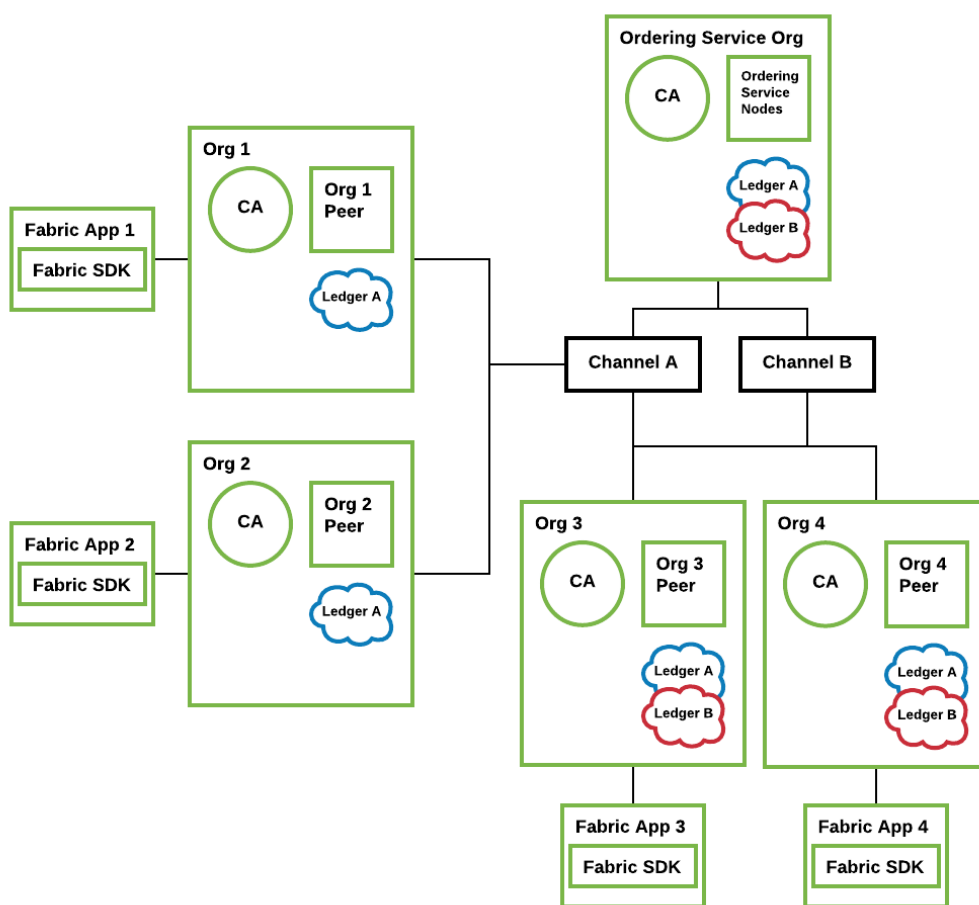 Ordering Service Org
CA
Ordering
Service
Nodes
Ledger A
Ledger B
Org 1
CA
Org 1
Peer
Ledger A
Fabric App 1
Fabric SDK
Channel A
Channel B
Org 2
CA
Org 2
Peer
Ledger A
Fabric App 2
Fabric SDK
Org 3
CA
Org 3
Peer
Ledger A
Ledger B
Org 4
CA
Org 4
Peer
Ledger A
Ledger B
Fabric App 3
Fabric SDK
Fabric App 4
Fabric SDK